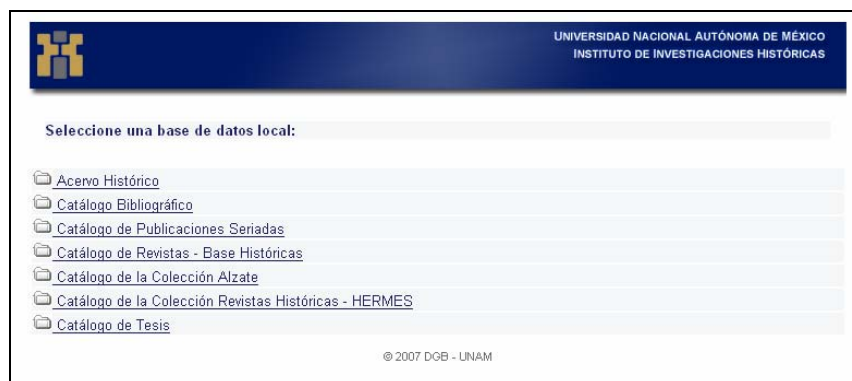 UNIVERSIDAD NACIONAL AUTÓNOMA DE MÉXICO
INSTITUTO DE INVESTIGACIONES HISTÓRICAS
Seleccione una base de datos local:
Acervo Histórico
Catálogo Bibliográfico
Catálogo de Publicaciones Seriadas
Catálogo de Revistas - Base Históricas
Catálogo de la Colección Alzate
Catálogo de la Colección Revistas Históricas - HERMES
Catálogo de Tesis
© 2007 DGB - UNAM